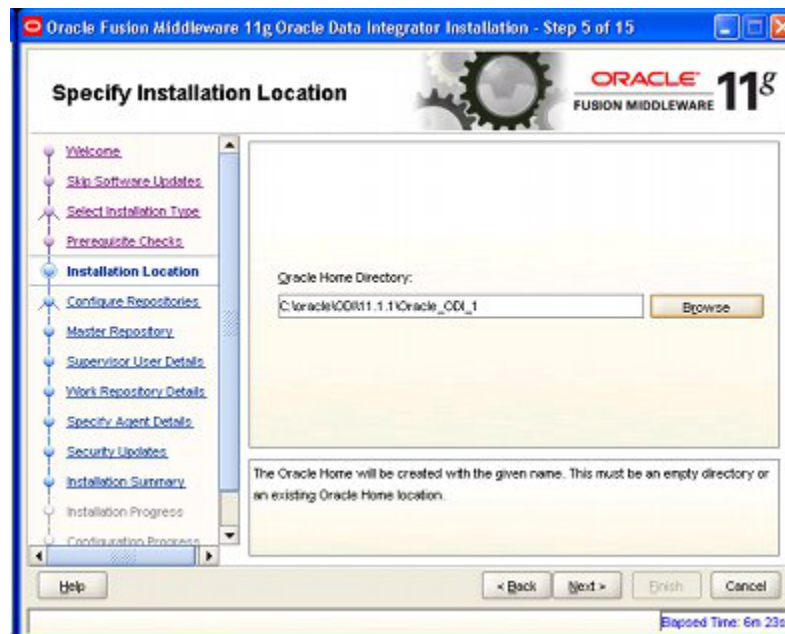 Oracle Fusion Middleware 11g Oracle Data Integrator Installation - Step 5 of 15
Specify Installation Location
ORACLE
FUSION MIDDLEWARE
11g
Welcome
Skip Software Updates
Select Installation Type
Prerequisite Checks
Installation Location
Configure Repositories
Master Repository
Supervisor User Details
Work Repository Details
Specify Agent Details
Security Updates
Installation Summary
Installation Progress
Configuration Progress
Oracle Home Directory:
C:\oracle\ODI\11.1.1\Oracle_ODI_1
Browse
The Oracle Home will be created with the given name. This must be an empty directory or
an existing Oracle Home location.
Help
< Back
Next >
Finish
Cancel
Elapsed Time: 6m 23s